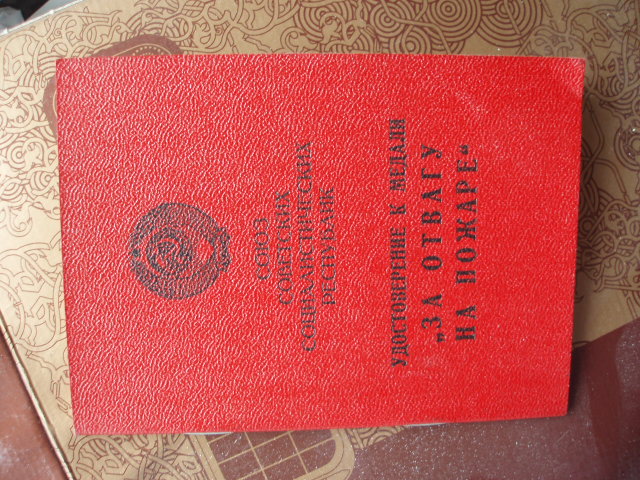 СОЮЗ
СОВЕТСКИХ
СОЦИАЛИСТИЧЕСКИХ
РЕСПУБЛИК
УДОСТОВЕРЕНИЕ К МЕДАЛИ
„ЗА ОТВАГУ
НА ПОЖАРЕ“